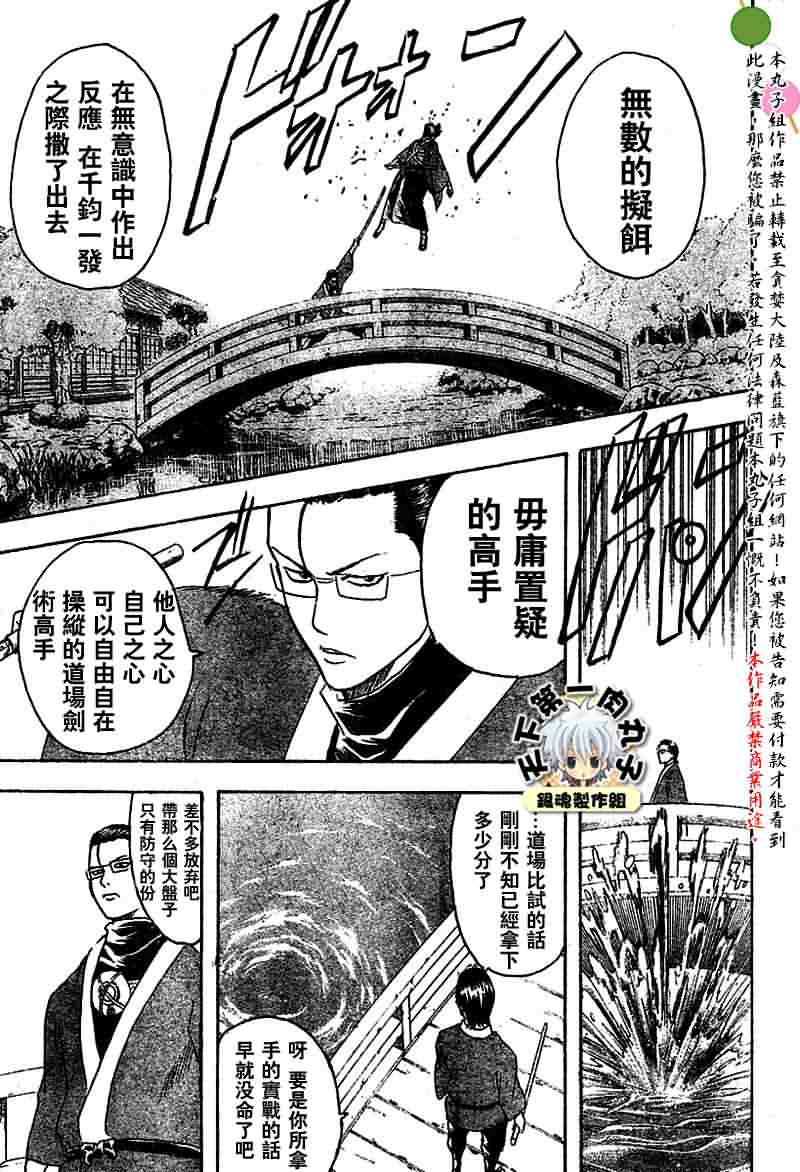 無數的擬餌
在無意識中作出
反應 在千鈞一發
之際撒了出去
ドォォン
ドパン
毋庸置疑
的高手
他人之心
自己之心
可以自由自在
操縱的道場劍
術高手
…道場比試的話
剛剛不知已經拿下
多少分了
呀 要是你所拿
手的實戰的話
早就没命了吧
差不多放弃吧
帶那么個大盤子
只有防守的份
天下第一肉丸子
銀魂製作組
本丸子組作品禁止轉載至貪婪大陸及森藍旗下的任何網站！如果您被告知需要付款才能看到
此漫畫，那麼您被騙了，若發生任何法律問題本丸子組一慨不負責！本作品嚴禁商業用途.